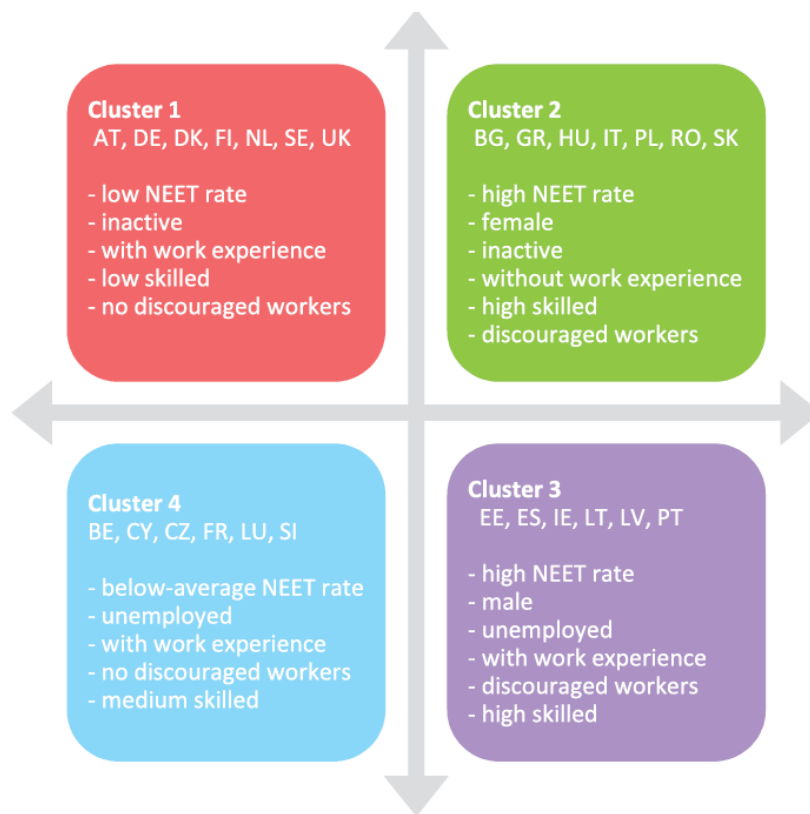 Cluster 1
AT, DE, DK, FI, NL, SE, UK
- low NEET rate
- inactive
- with work experience
- low skilled
- no discouraged workers
Cluster 2
BG, GR, HU, IT, PL, RO, SK
- high NEET rate
- female
- inactive
- without work experience
- high skilled
- discouraged workers
Cluster 4
BE, CY, CZ, FR, LU, SI
- below-average NEET rate
- unemployed
- with work experience
- no discouraged workers
- medium skilled
Cluster 3
EE, ES, IE, LT, LV, PT
- high NEET rate
- male
- unemployed
- with work experience
- discouraged workers
- high skilled